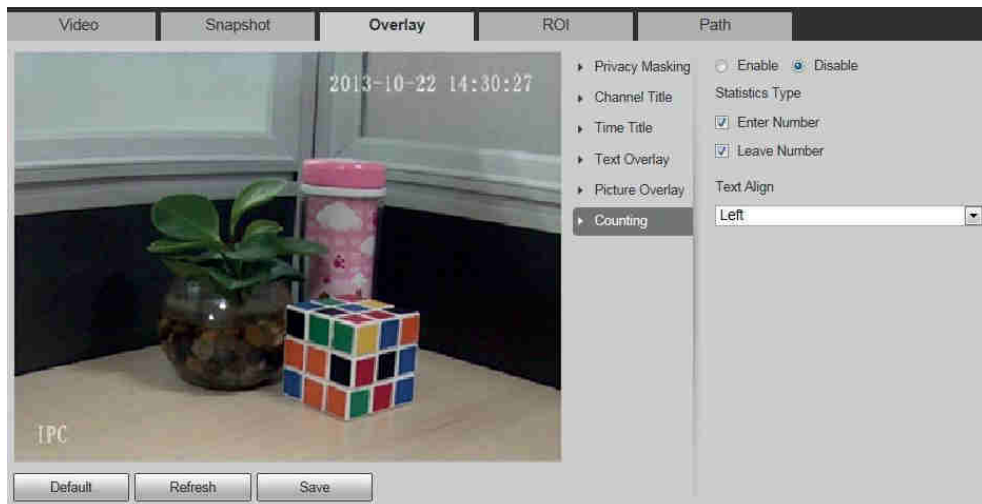 Video
Snapshot
Overlay
ROI
Path
2013-10-22 14:30:27
IPC
Privacy Masking
Channel Title
Time Title
Text Overlay
Picture Overlay
Counting
Enable
Disable
Statistics Type
Enter Number
Leave Number
Text Align
Left
Default
Refresh
Save